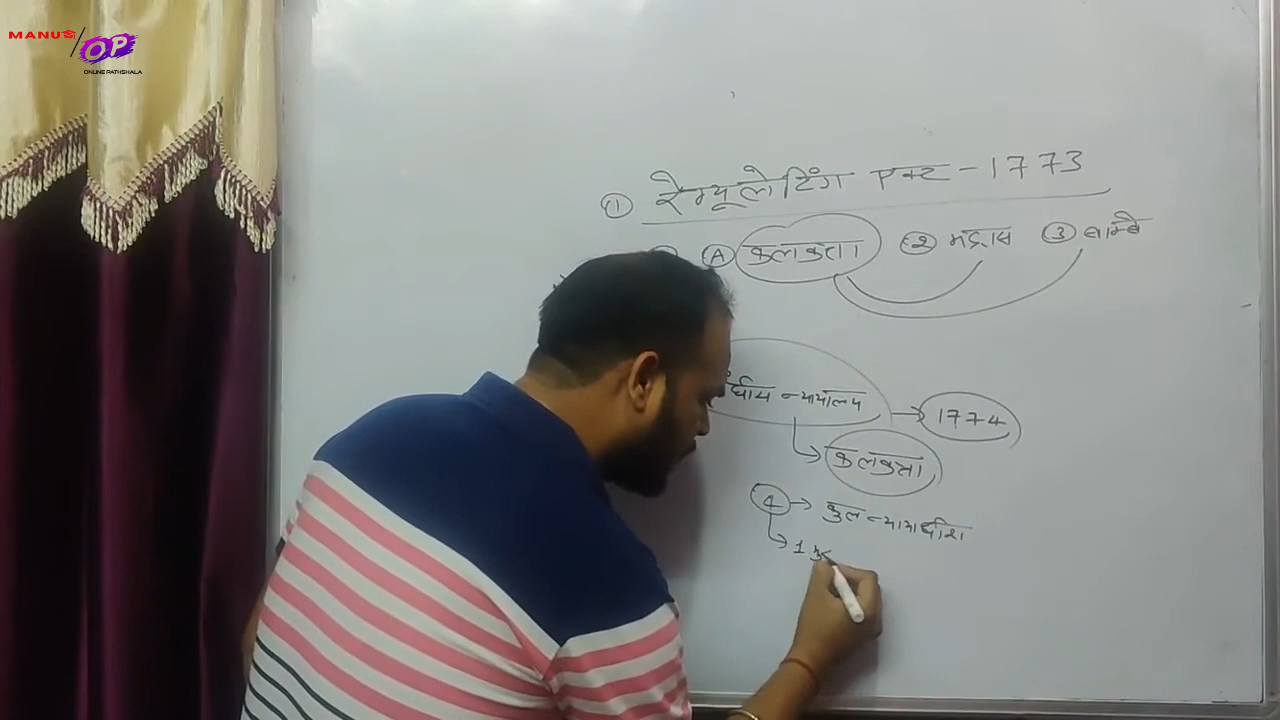 MANUS/
OP
ONLINE PATHSHALA
① रेग्यूलेटिंग एक्ट - 1773
Ⓐ कलकत्ता ② मद्रास ③ बाम्बे
न्यायालय → 1774
कलकत्ता
4 → कुल न्यायाधीश
1 मु